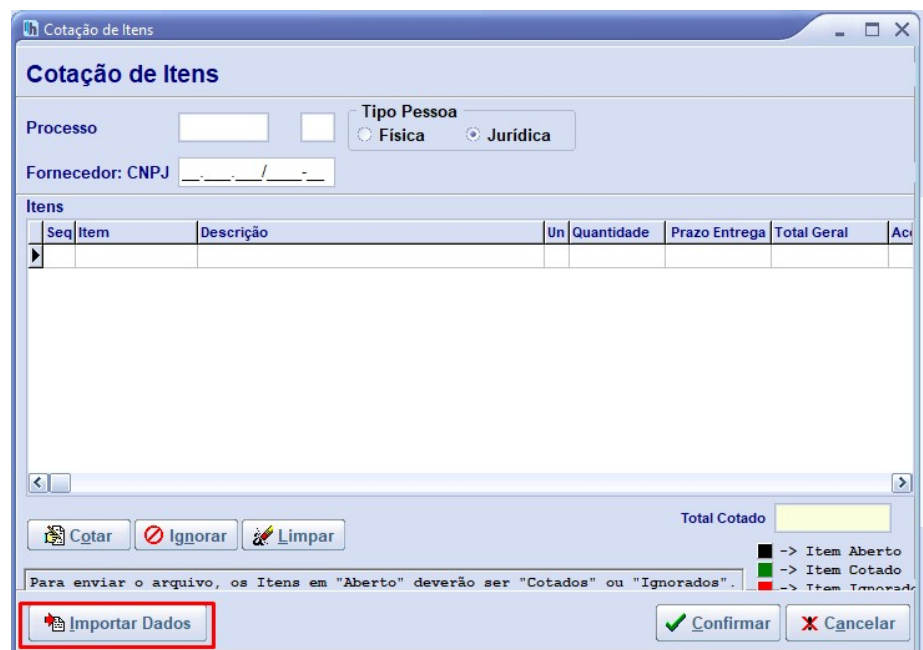 Cotação de Itens
Cotação de Itens
Tipo Pessoa
Processo
Física Jurídica
Fornecedor: CNPJ __.___.___/____-__
Itens
Seq Item Descrição Un Quantidade Prazo Entrega Total Geral
Total Cotado
Cotar Ignorar Limpar
-> Item Aberto
-> Item Cotado
Para enviar o arquivo, os Itens em "Aberto" deverão ser "Cotados" ou "Ignorados".
-> Item Ignorado
Importar Dados Confirmar Cancelar